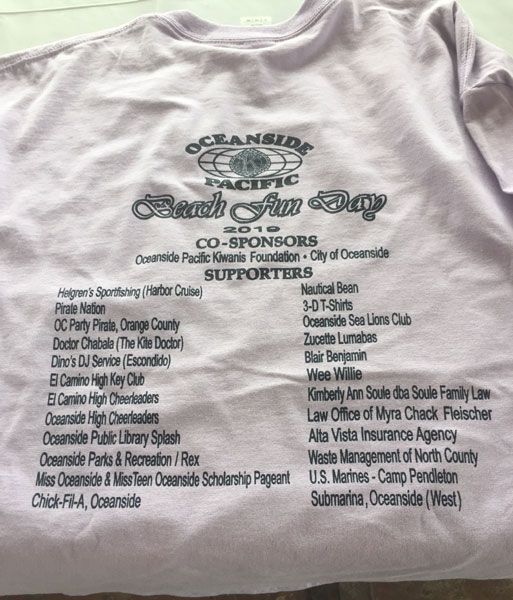 OCEANSIDE
K
PACIFIC
Beach Fun Day
2019
CO-SPONSORS
Oceanside Pacific Kiwanis Foundation • City of Oceanside
SUPPORTERS
Helgren's Sportfishing (Harbor Cruise)
Pirate Nation
OC Party Pirate, Orange County
Doctor Chabala (The Kite Doctor)
Dino's DJ Service (Escondido)
El Camino High Key Club
El Camino High Cheerleaders
Oceanside High Cheerleaders
Oceanside Public Library Splash
Oceanside Parks & Recreation / Rex
Miss Oceanside & MissTeen Oceanside Scholarship Pageant
Chick-Fil-A, Oceanside
Nautical Bean
3-D T-Shirts
Oceanside Sea Lions Club
Zucette Lumabas
Blair Benjamin
Wee Willie
Kimberly Ann Soule dba Soule Family Law
Law Office of Myra Chack Fleischer
Alta Vista Insurance Agency
Waste Management of North County
U.S. Marines - Camp Pendleton
Submarina, Oceanside (West)